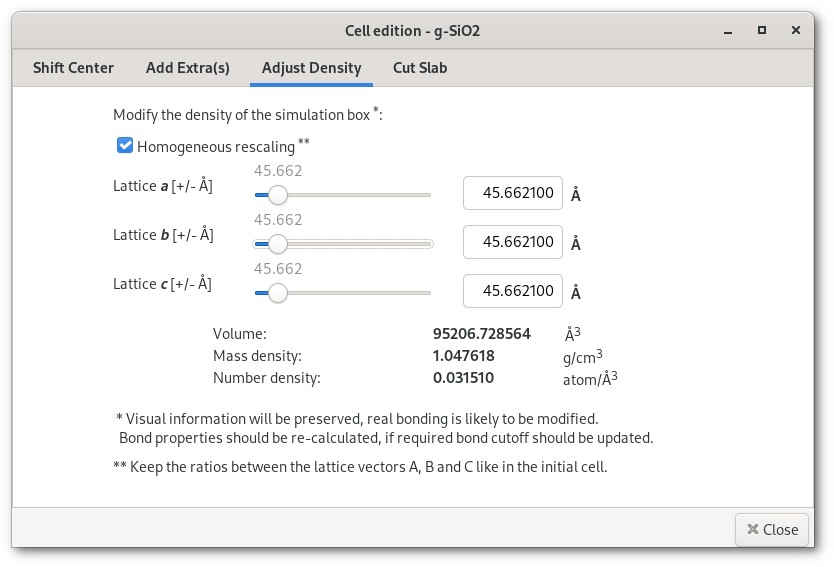 Cell edition - g-SiO2
Shift Center Add Extra(s) Adjust Density Cut Slab
Modify the density of the simulation box *:
Homogeneous rescaling **
45.662
Lattice a [+/- Å] 45.662100 Å
45.662
Lattice b [+/- Å] 45.662100 Å
45.662
Lattice c [+/- Å] 45.662100 Å
Volume: 95206.728564 Å3
Mass density: 1.047618 g/cm3
Number density: 0.031510 atom/Å3
* Visual information will be preserved, real bonding is likely to be modified.
Bond properties should be re-calculated, if required bond cutoff should be updated.
** Keep the ratios between the lattice vectors A, B and C like in the initial cell.
Close